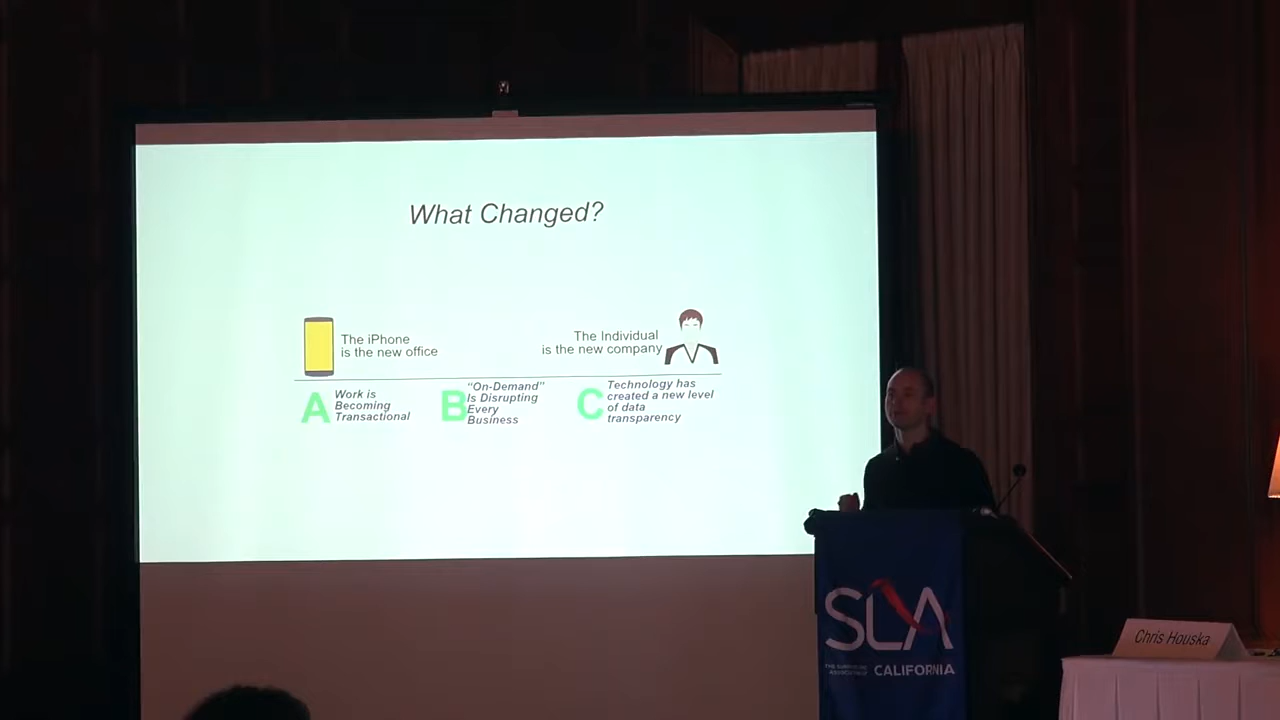 What Changed?
The iPhone
is the new office
The Individual
is the new company
A
Work is
Becoming
Transactional
B
"On-Demand"
Is Disrupting
Every
Business
C
Technology has
created a new level
of data
transparency
SLA
THE
CALIFORNIA
Chris Houska